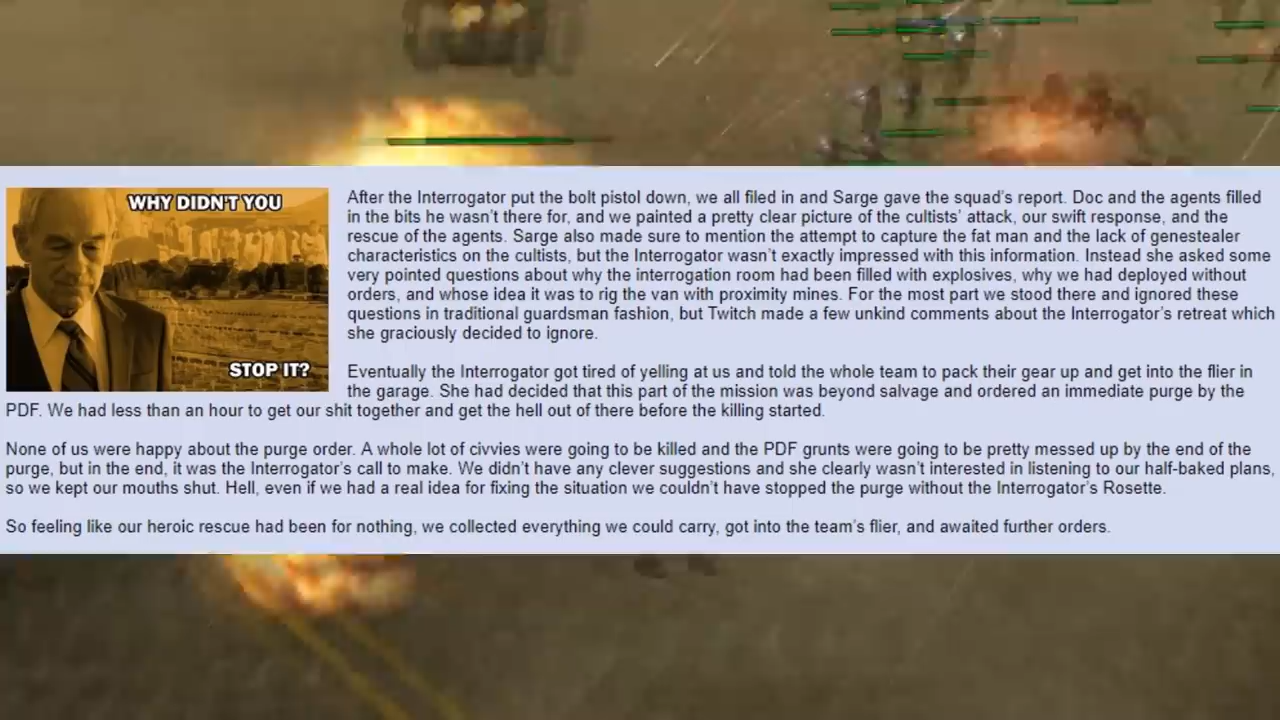 WHY DIDN'T YOU
STOP IT?
After the Interrogator put the bolt pistol down, we all filed in and Sarge gave the squad's report. Doc and the agents filled
in the bits he wasn't there for, and we painted a pretty clear picture of the cultists' attack, our swift response, and the
rescue of the agents. Sarge also made sure to mention the attempt to capture the fat man and the lack of genestealer
characteristics on the cultists, but the Interrogator wasn't exactly impressed with this information. Instead she asked some
very pointed questions about why the interrogation room had been filled with explosives, why we had deployed without
orders, and whose idea it was to rig the van with proximity mines. For the most part we stood there and ignored these
questions in traditional guardsman fashion, but Twitch made a few unkind comments about the Interrogator's retreat which
she graciously decided to ignore.
Eventually the Interrogator got tired of yelling at us and told the whole team to pack their gear up and get into the flier in
the garage. She had decided that this part of the mission was beyond salvage and ordered an immediate purge by the
PDF. We had less than an hour to get our shit together and get the hell out of there before the killing started.
None of us were happy about the purge order. A whole lot of civvies were going to be killed and the PDF grunts were going to be pretty messed up by the end of the
purge, but in the end, it was the Interrogator's call to make. We didn't have any clever suggestions and she clearly wasn't interested in listening to our half-baked plans,
so we kept our mouths shut. Hell, even if we had a real idea for fixing the situation we couldn't have stopped the purge without the Interrogator's Rosette.
So feeling like our heroic rescue had been for nothing, we collected everything we could carry, got into the team's flier, and awaited further orders.